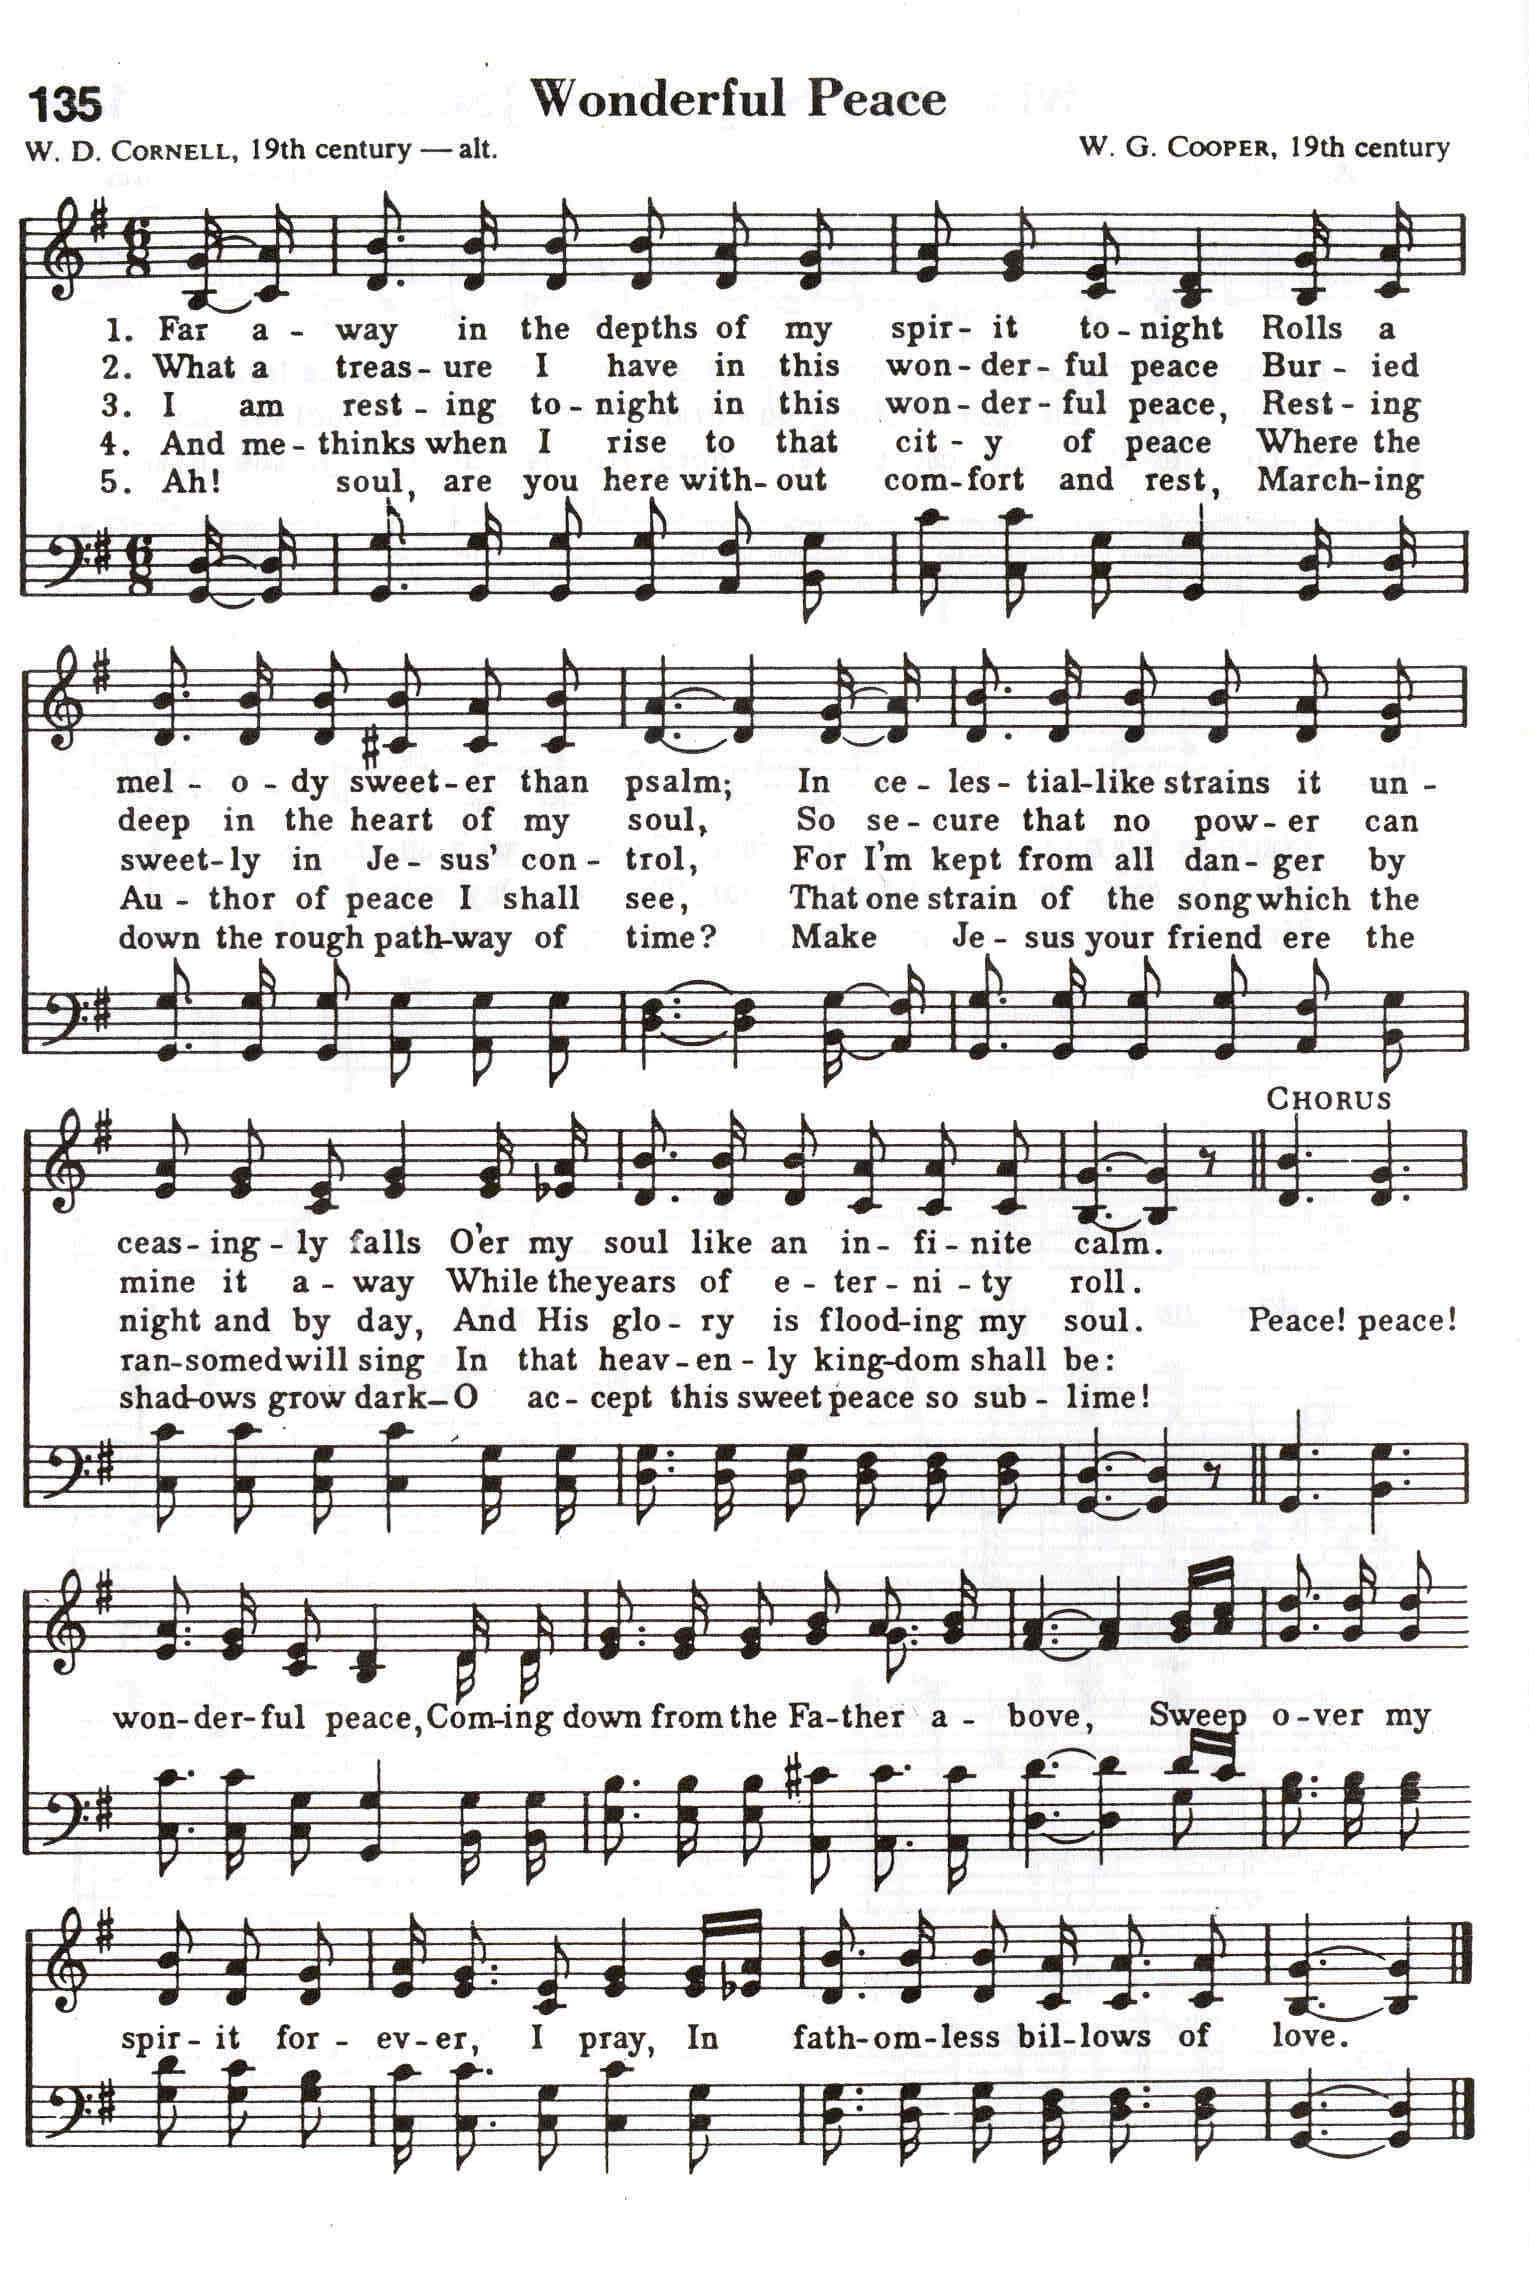 135 Wonderful Peace
W. D. CORNELL, 19th century — alt. W. G. COOPER, 19th century
1. Far a - way in the depths of my spir - it to - night Rolls a
2. What a treas - ure I have in this won - der - ful peace Bur - ied
3. I am rest - ing to - night in this won - der - ful peace, Rest - ing
4. And me - thinks when I rise to that cit - y of peace Where the
5. Ah! soul, are you here with - out com - fort and rest, March - ing
mel - o - dy sweet - er than psalm; In ce - les - tial-like strains it un -
deep in the heart of my soul, So se - cure that no pow - er can
sweet - ly in Je - sus' con - trol, For I'm kept from all dan - ger by
Au - thor of peace I shall see, That one strain of the song which the
down the rough path-way of time? Make Je - sus your friend ere the
CHORUS
ceas - ing - ly falls O'er my soul like an in - fi - nite calm.
mine it a - way While the years of e - ter - ni - ty roll.
night and by day, And His glo - ry is flood-ing my soul. Peace! peace!
ran-somed will sing In that heav - en - ly king-dom shall be:
shad-ows grow dark—O ac - cept this sweet peace so sub - lime!
won-der-ful peace, Com-ing down from the Fa-ther a - bove, Sweep o-ver my
spir - it for - ev - er, I pray, In fath-om-less bil-lows of love.